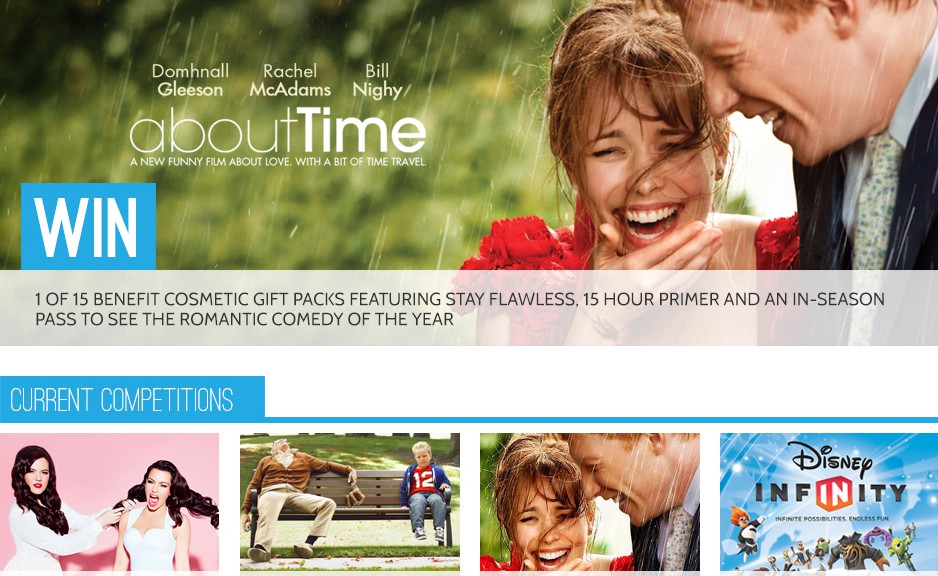 Domhnall Rachel Bill
Gleeson McAdams Nighy
aboutTime
A NEW FUNNY FILM ABOUT LOVE. WITH A BIT OF TIME TRAVEL.
WIN
1 OF 15 BENEFIT COSMETIC GIFT PACKS FEATURING STAY FLAWLESS, 15 HOUR PRIMER AND AN IN-SEASON
PASS TO SEE THE ROMANTIC COMEDY OF THE YEAR
CURRENT COMPETITIONS
12
Disney
INFINITY
INFINITE POSSIBILITIES. ENDLESS FUN.